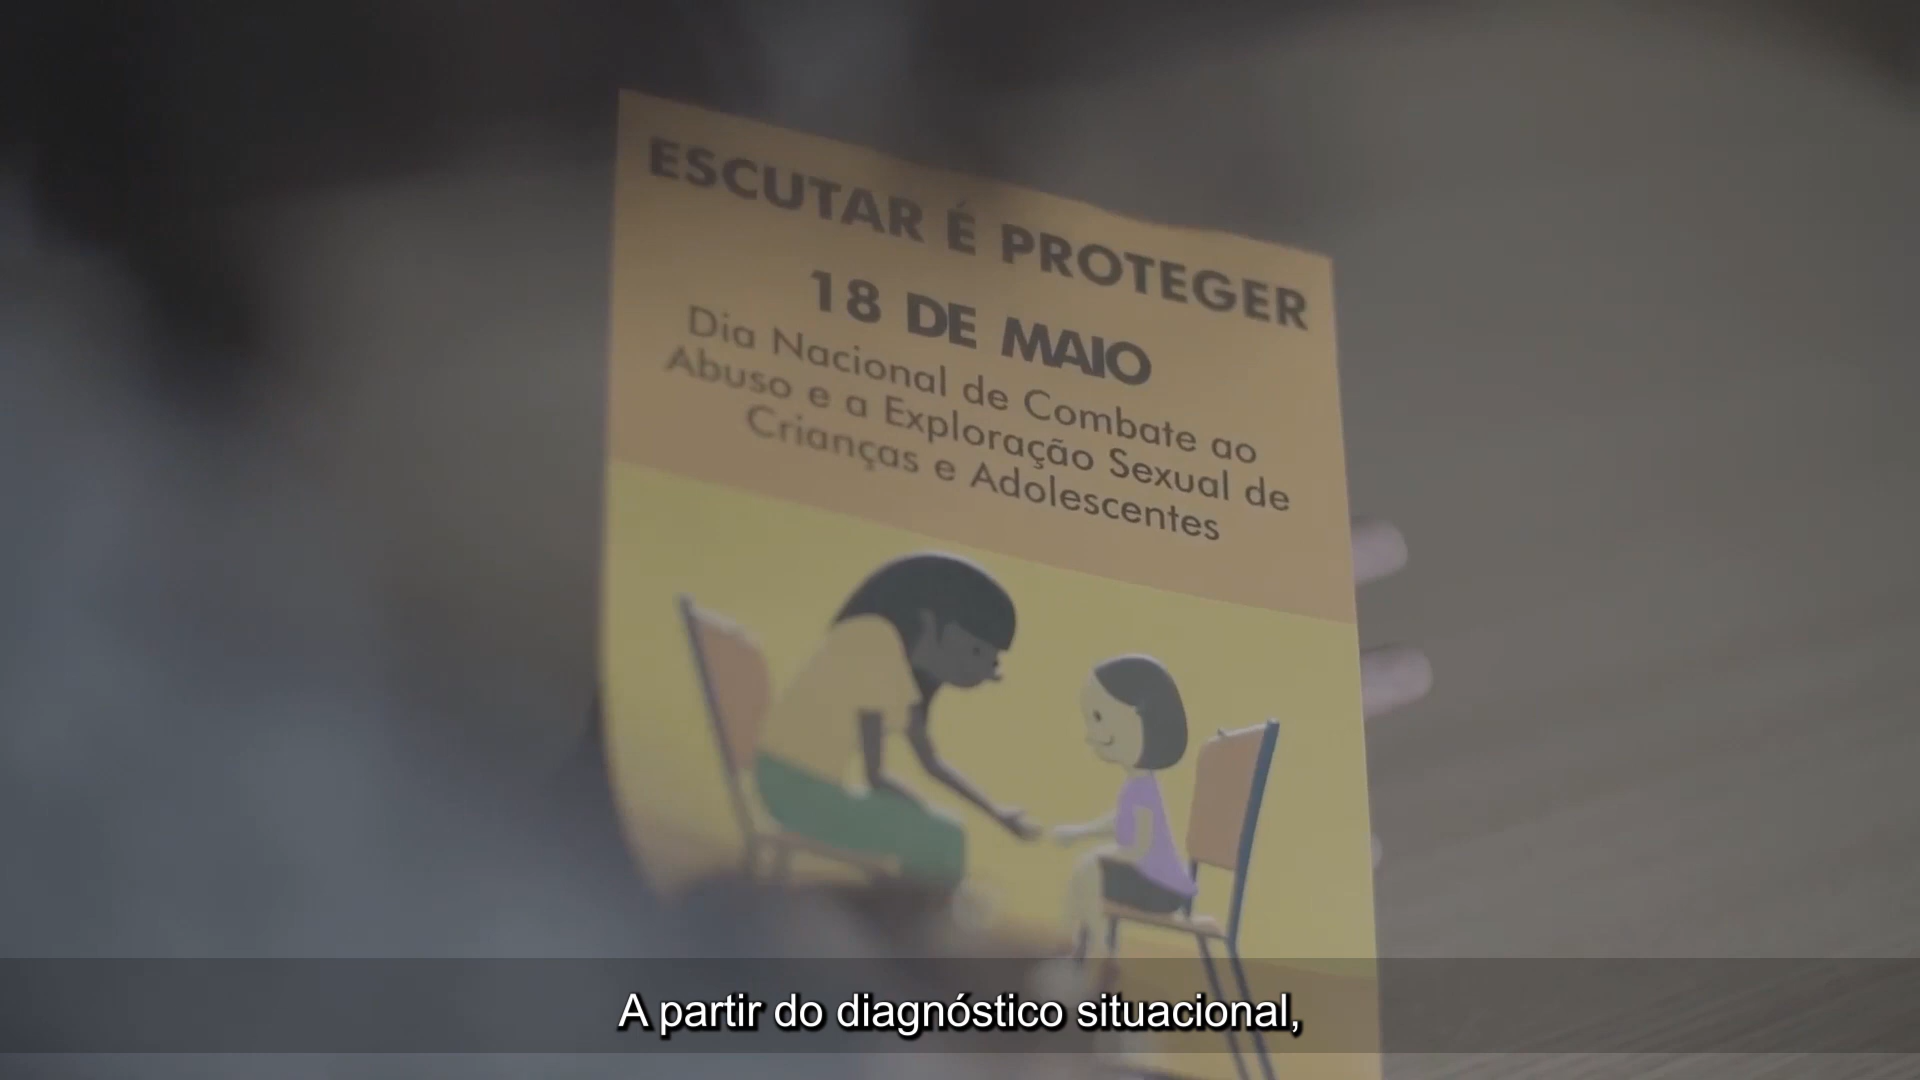 ESCUTAR É PROTEGER
18 DE MAIO
Dia Nacional de Combate ao
Abuso e a Exploração Sexual de
Crianças e Adolescentes
A partir do diagnóstico situacional,